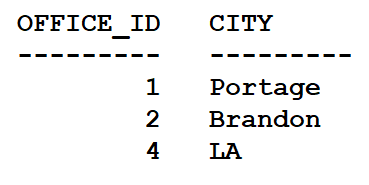 OFFICE_ID CITY
--------- ---------
1 Portage
2 Brandon
4 LA